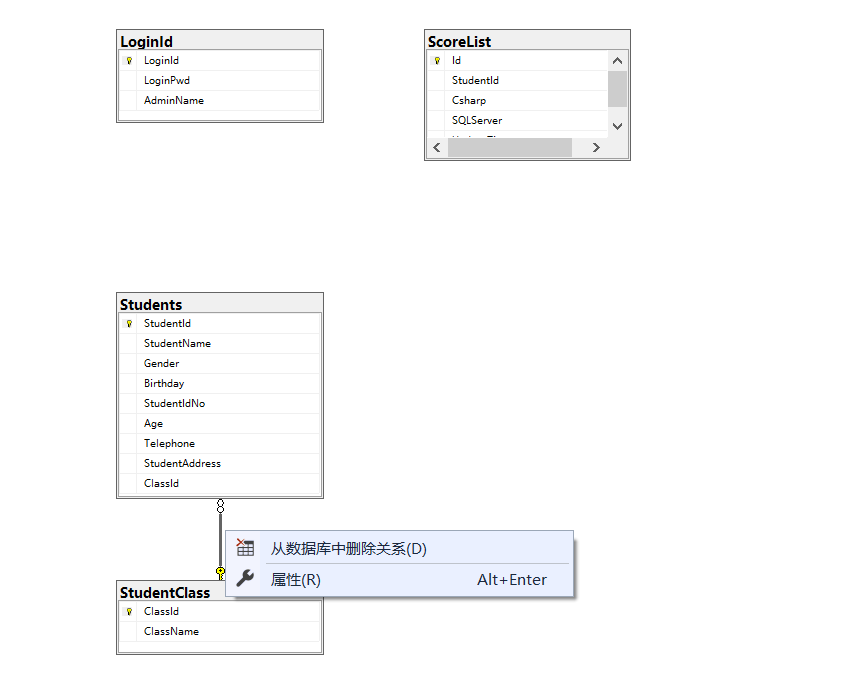 LoginId
LoginId
LoginPwd
AdminName
ScoreList
Id
StudentId
Csharp
SQLServer
Students
StudentId
StudentName
Gender
Birthday
StudentIdNo
Age
Telephone
StudentAddress
ClassId
从数据库中删除关系(D)
属性(R) Alt+Enter
StudentClass
ClassId
ClassName